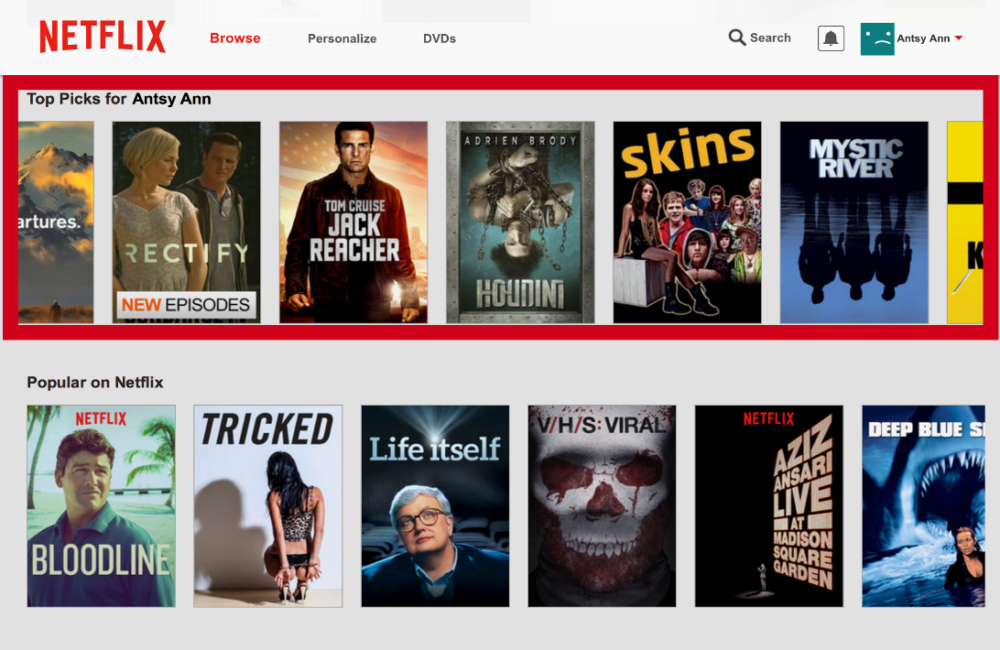 NETFLIX
Browse
Personalize
DVDs
Search
Antsy Ann
Top Picks for Antsy Ann
artures.
RECTIFY
NEW EPISODES
TOM CRUISE
JACK
REACHER
ADRIEN BRODY
HOUDINI
skins
MYSTIC
RIVER
K
Popular on Netflix
NETFLIX
BLOODLINE
TRICKED
Life itself
V/H/S: VIRAL
NETFLIX
AZIZ
ANSARI
LIVE
AT
MADISON
SQUARE
GARDEN
DEEP BLUE S